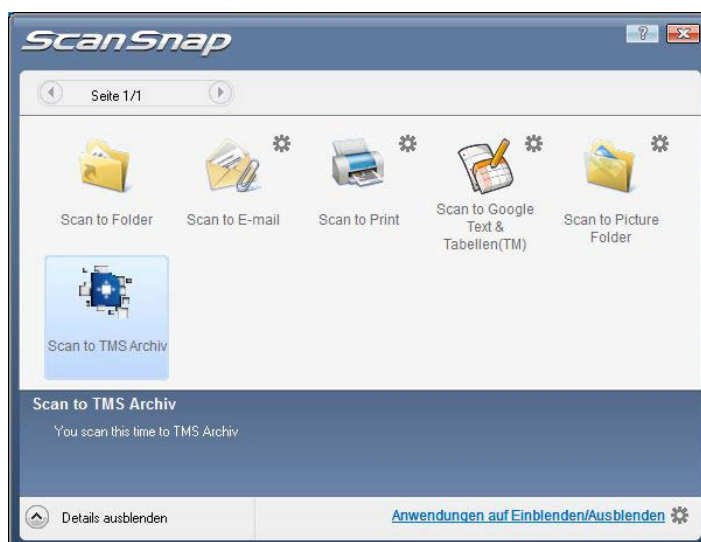 ScanSnap
?
Seite 1/1
Scan to Folder
Scan to E-mail
Scan to Print
Scan to Google
Text &
Tabellen(TM)
Scan to Picture
Folder
Scan to TMS Archiv
Scan to TMS Archiv
You scan this time to TMS Archiv
Details ausblenden
Anwendungen auf Einblenden/Ausblenden